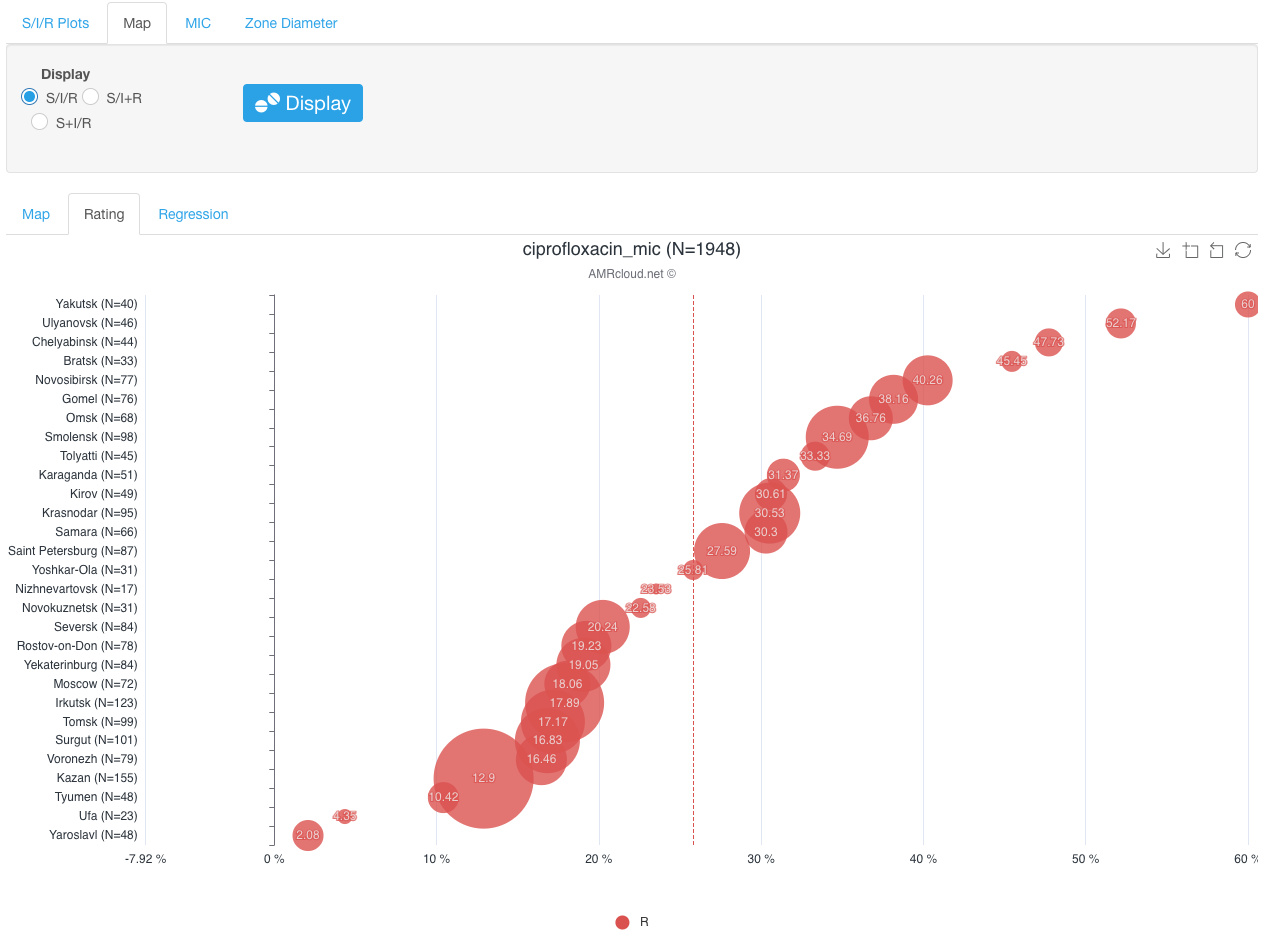 S/I/R Plots Map MIC Zone Diameter
Display
S/I/R S/I+R
S+I/R
Display
Map Rating Regression
ciprofloxacin_mic (N=1948)
AMRcloud.net ©
Yakutsk (N=40) 60
Ulyanovsk (N=46) 52.17
Chelyabinsk (N=44) 47.73
Bratsk (N=33) 45.45
Novosibirsk (N=77) 40.26
Gomel (N=76) 38.16
Omsk (N=68) 36.76
Smolensk (N=98) 34.69
Tolyatti (N=45) 33.33
Karaganda (N=51) 31.37
Kirov (N=49) 30.61
Krasnodar (N=95) 30.53
Samara (N=66) 30.3
Saint Petersburg (N=87) 27.59
Yoshkar-Ola (N=31) 25.81
Nizhnevartovsk (N=17) 23.53
Novokuznetsk (N=31) 22.58
Seversk (N=84) 20.24
Rostov-on-Don (N=78) 19.23
Yekaterinburg (N=84) 19.05
Moscow (N=72) 18.06
Irkutsk (N=123) 17.89
Tomsk (N=99) 17.17
Surgut (N=101) 16.83
Voronezh (N=79) 16.46
Kazan (N=155) 12.9
Tyumen (N=48) 10.42
Ufa (N=23) 4.35
Yaroslavl (N=48) 2.08
-7.92 % 0 % 10 % 20 % 30 % 40 % 50 % 60 %
R